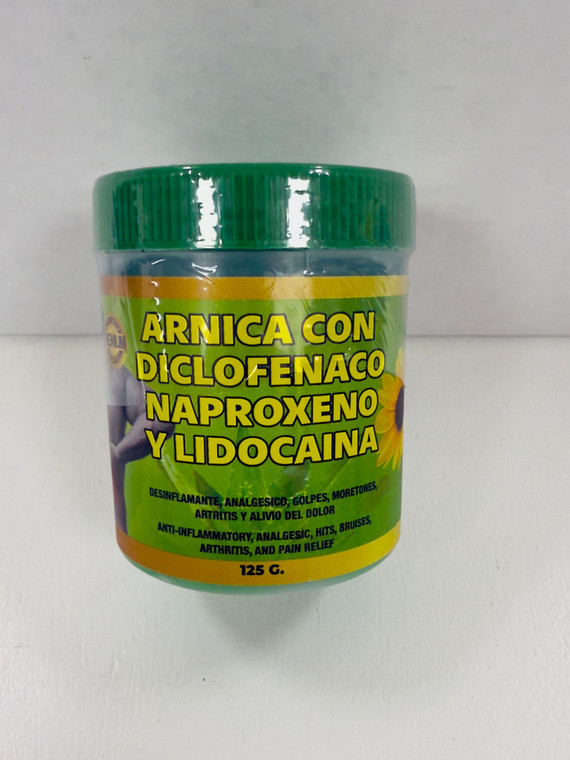 ARNICA CON
DICLOFENACO
NAPROXENO
Y LIDOCAINA
DESINFLAMANTE, ANALGESICO, GOLPES, MORETONES,
ARTRITIS Y ALIVIO DEL DOLOR
ANTI-INFLAMMATORY, ANALGESIC, HITS, BRUISES,
ARTHRITIS, AND PAIN RELIEF
125 G.